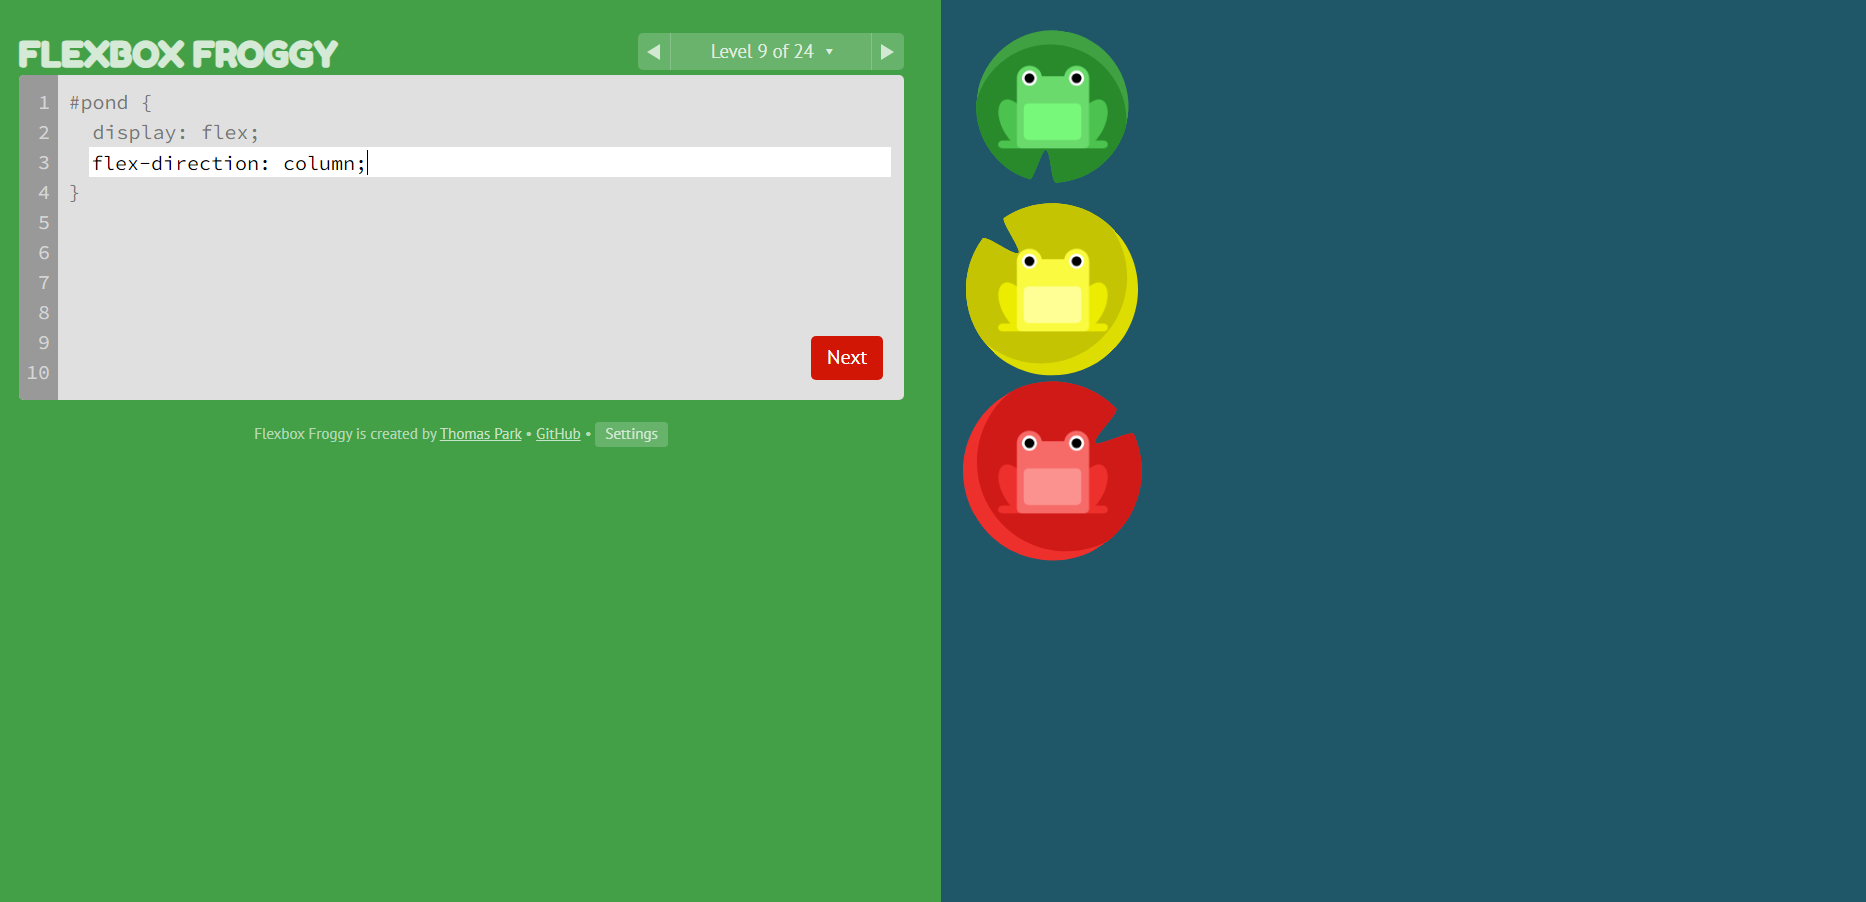 FLEXBOX FROGGY
◀ Level 9 of 24 ▼ ▶
1 #pond {
2   display: flex;
3   flex-direction: column;
4 }
5
6
7
8
9
10
Next
Flexbox Froggy is created by Thomas Park • GitHub • Settings